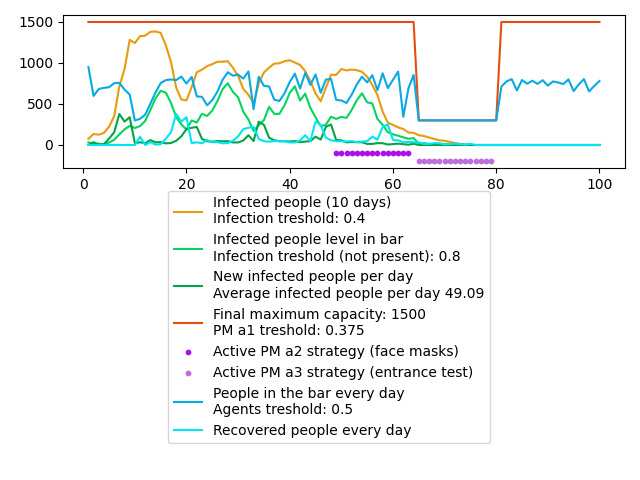 1500
1000
500
0
0 20 40 60 80 100
Infected people (10 days)
Infection treshold: 0.4
Infected people level in bar
Infection treshold (not present): 0.8
New infected people per day
Average infected people per day 49.09
Final maximum capacity: 1500
PM a1 treshold: 0.375
Active PM a2 strategy (face masks)
Active PM a3 strategy (entrance test)
People in the bar every day
Agents treshold: 0.5
Recovered people every day